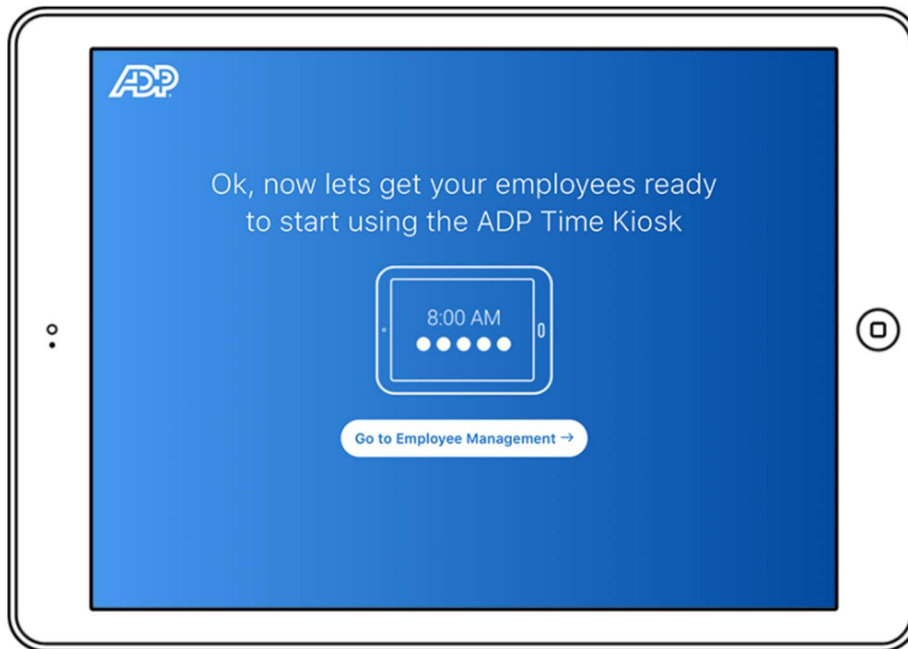 ADP
Ok, now lets get your employees ready
to start using the ADP Time Kiosk
8:00 AM
Go to Employee Management →